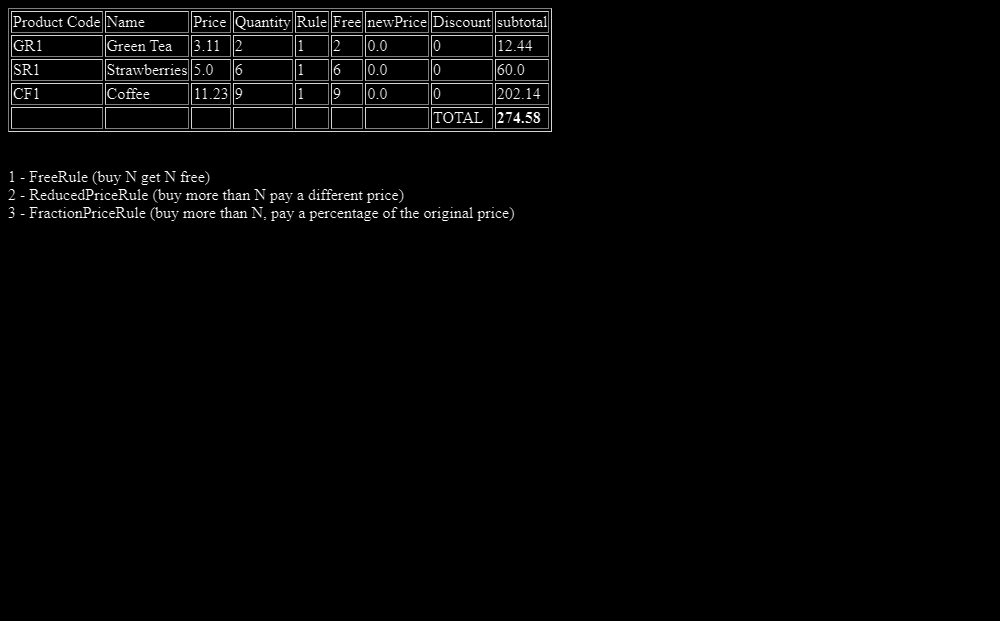 Product Code Name Price Quantity Rule Free newPrice Discount subtotal
GR1 Green Tea 3.11 2 1 2 0.0 0 12.44
SR1 Strawberries 5.0 6 1 6 0.0 0 60.0
CF1 Coffee 11.23 9 1 9 0.0 0 202.14
TOTAL 274.58
1 - FreeRule (buy N get N free)
2 - ReducedPriceRule (buy more than N pay a different price)
3 - FractionPriceRule (buy more than N, pay a percentage of the original price)